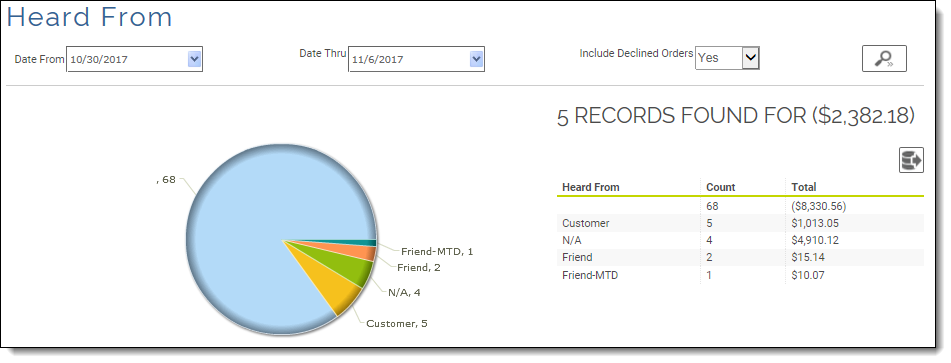 Heard From
Date From 10/30/2017 Date Thru 11/6/2017 Include Declined Orders Yes
5 RECORDS FOUND FOR ($2,382.18)
, 68
Friend-MTD, 1
Friend, 2
N/A, 4
Customer, 5
Heard From Count Total
68 ($8,330.56)
Customer 5 $1,013.05
N/A 4 $4,910.12
Friend 2 $15.14
Friend-MTD 1 $10.07